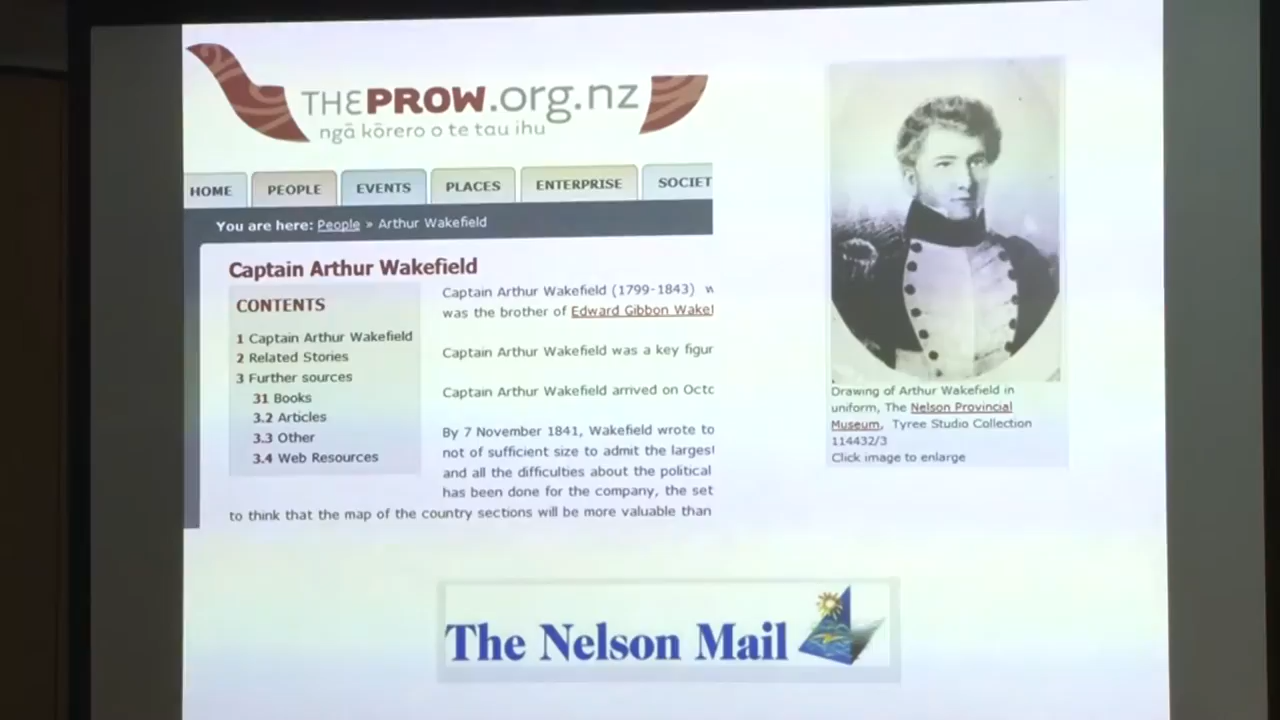 THEPROW.org.nz
ngā kōrero o te tau ihu
HOME PEOPLE EVENTS PLACES ENTERPRISE SOCIET
You are here: People » Arthur Wakefield
Captain Arthur Wakefield
CONTENTS
1 Captain Arthur Wakefield
2 Related Stories
3 Further sources
31 Books
3.2 Articles
3.3 Other
3.4 Web Resources
Captain Arthur Wakefield (1799-1843) w
was the brother of Edward Gibbon Wakef
Captain Arthur Wakefield was a key figur
Captain Arthur Wakefield arrived on Octo
By 7 November 1841, Wakefield wrote to
not of sufficient size to admit the largest
and all the difficulties about the political
has been done for the company, the set
to think that the map of the country sections will be more valuable than
Drawing of Arthur Wakefield in
uniform, The Nelson Provincial
Museum, Tyree Studio Collection
114432/3
Click image to enlarge
The Nelson Mail